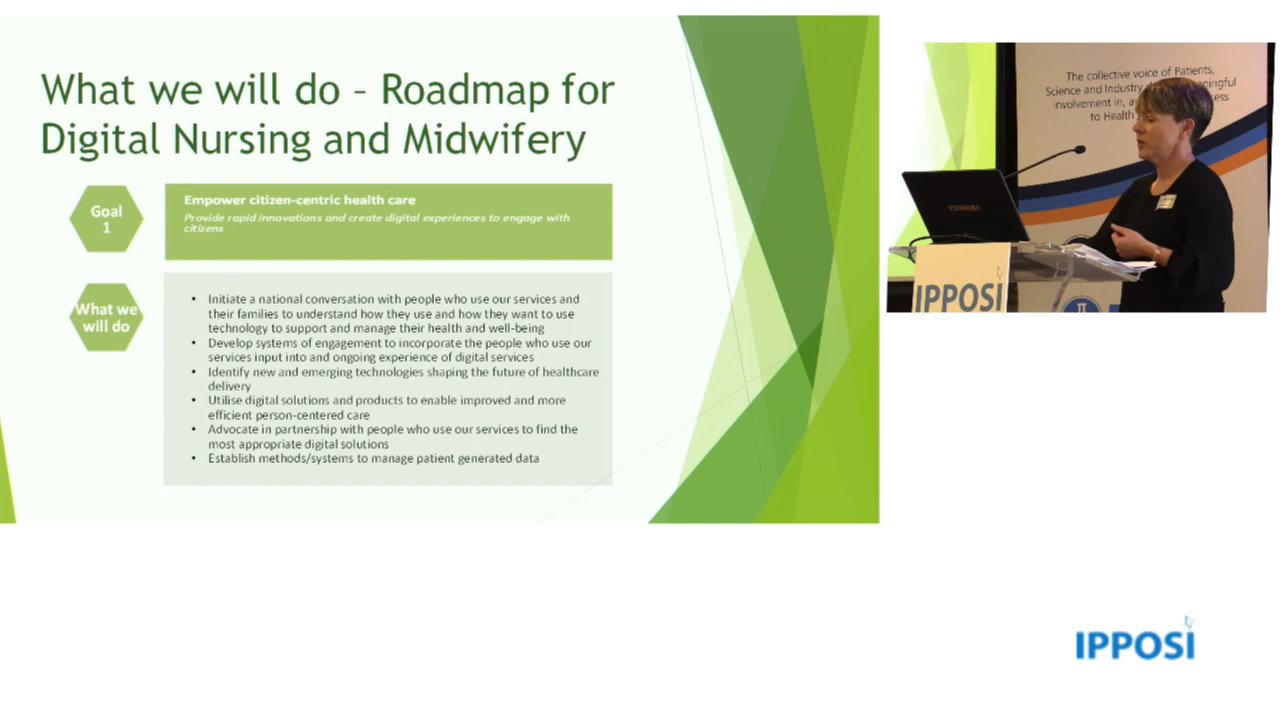 What we will do – Roadmap for
Digital Nursing and Midwifery
Goal
1
Empower citizen-centric health care
Provide rapid innovations and create digital experiences to engage with
citizens
What we
will do
• Initiate a national conversation with people who use our services and
their families to understand how they use and how they want to use
technology to support and manage their health and well-being
• Develop systems of engagement to incorporate the people who use our
services input into and ongoing experience of digital services
• Identify new and emerging technologies shaping the future of healthcare
delivery
• Utilise digital solutions and products to enable improved and more
efficient person-centered care
• Advocate in partnership with people who use our services to find the
most appropriate digital solutions
• Establish methods/systems to manage patient generated data
The collective voice of Patients,
Science and Industry
involvement in,
to Health
TOSHIBA
IPPOSI
IPPOSI